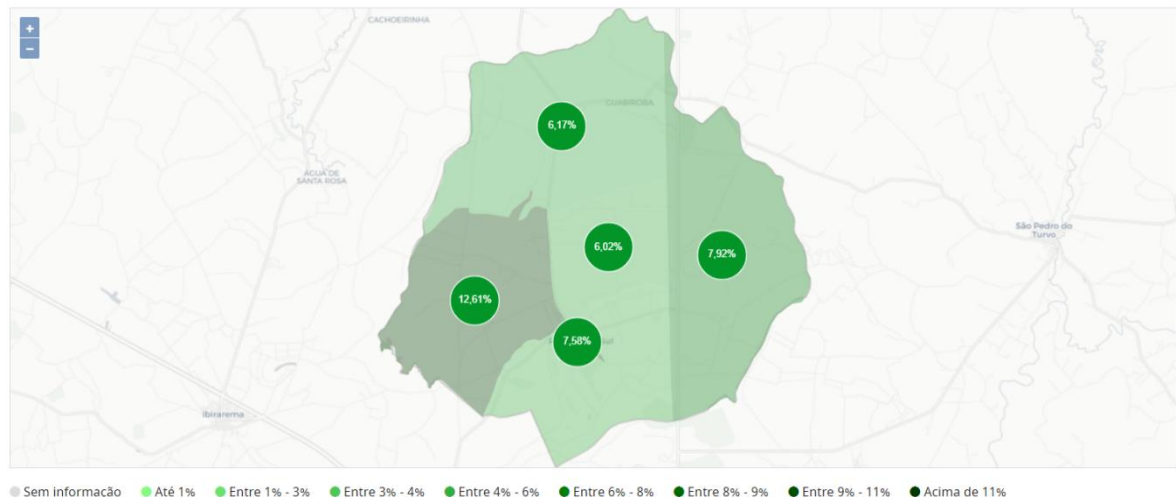 +
−
CACHOEIRINHA
GUABIROBA
6,17%
ÁGUA DE
SANTA ROSA
6,02%
7,92%
São Pedro do
Turvo
12,61%
7,58%
Ibirarema
Sem informacão Até 1% Entre 1% - 3% Entre 3% - 4% Entre 4% - 6% Entre 6% - 8% Entre 8% - 9% Entre 9% - 11% Acima de 11%